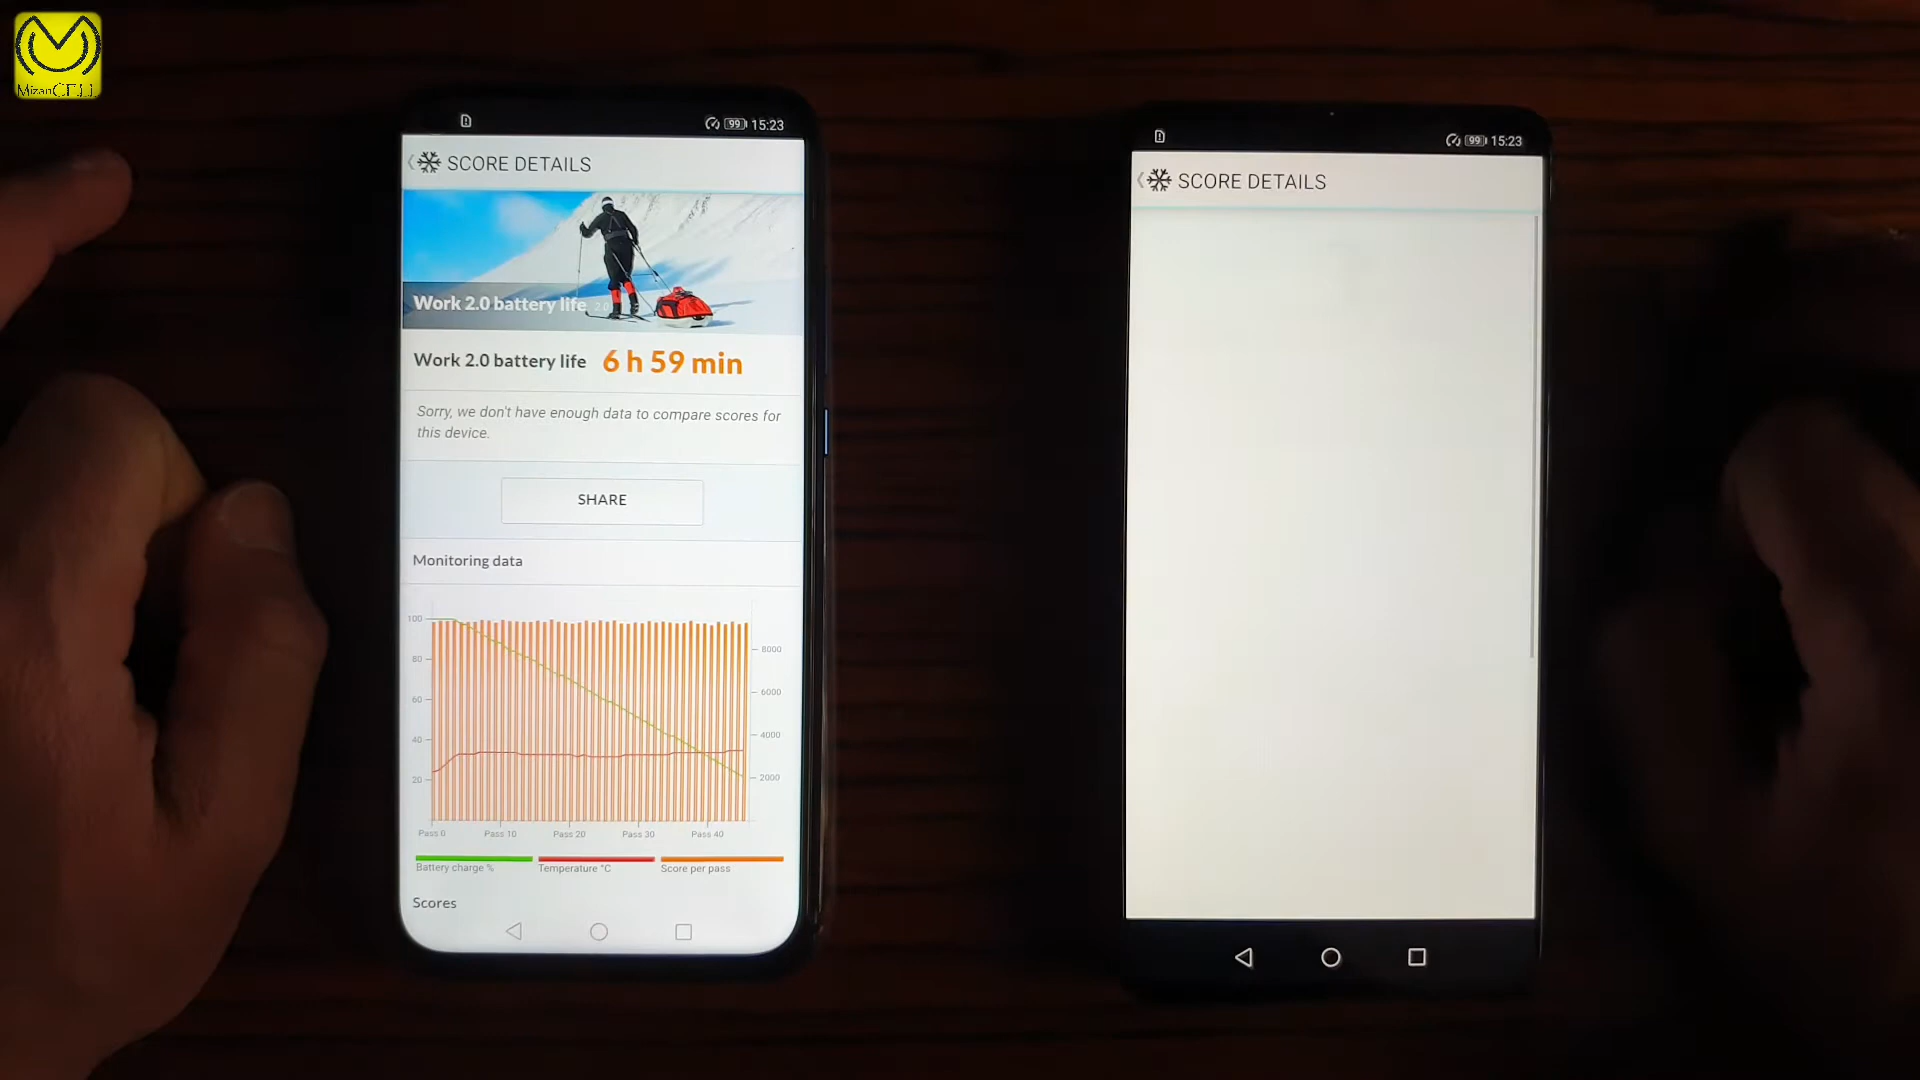 MizanCELL
99 15:23
SCORE DETAILS
Work 2.0 battery life
Work 2.0 battery life 6 h 59 min
Sorry, we don't have enough data to compare scores for
this device.
SHARE
Monitoring data
100
80
60
40
20
8000
6000
4000
2000
Pass 0 Pass 10 Pass 20 Pass 30 Pass 40
Battery charge % Temperature °C Score per pass
Scores
99 15:23
SCORE DETAILS